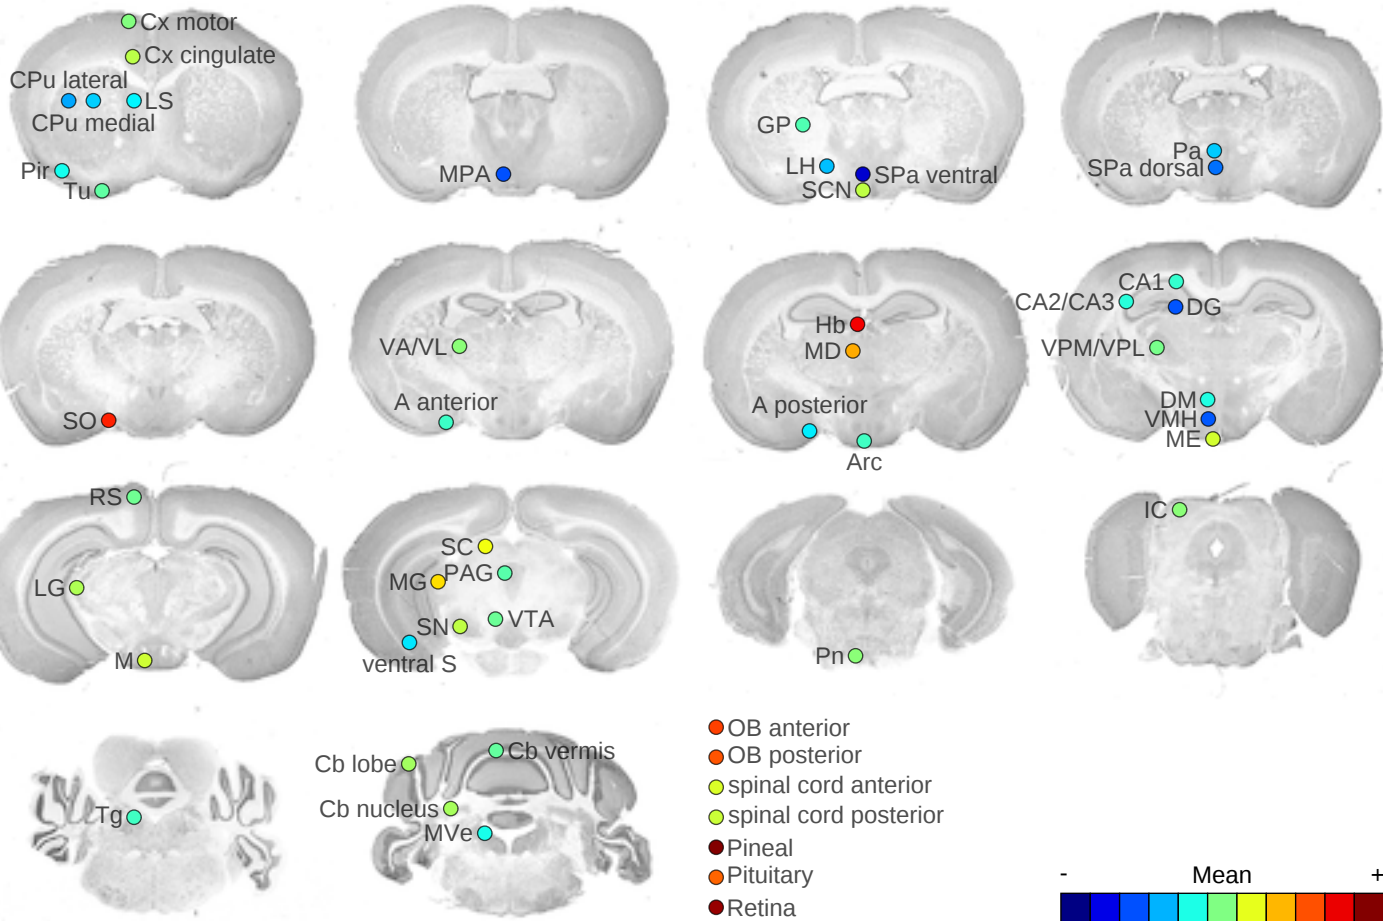 Cx motor
Cx cingulate
CPu lateral
LS
CPu medial
Pir
Tu
MPA
GP
LH
SPa ventral
SCN
Pa
SPa dorsal
SO
VA/VL
A anterior
Hb
MD
A posterior
Arc
CA1
CA2/CA3
DG
VPM/VPL
DM
VMH
ME
RS
LG
M
SC
MG
PAG
SN
VTA
ventral S
Pn
IC
Tg
Cb lobe
Cb vermis
Cb nucleus
MVe
OB anterior
OB posterior
spinal cord anterior
spinal cord posterior
Pineal
Pituitary
Retina
- Mean +